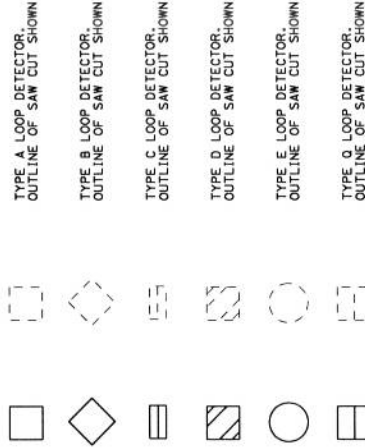 TYPE A LOOP DETECTOR.
OUTLINE OF SAW CUT SHOWN
TYPE B LOOP DETECTOR.
OUTLINE OF SAW CUT SHOWN
TYPE C LOOP DETECTOR.
OUTLINE OF SAW CUT SHOWN
TYPE D LOOP DETECTOR.
OUTLINE OF SAW CUT SHOWN
TYPE E LOOP DETECTOR.
OUTLINE OF SAW CUT SHOWN
TYPE Q LOOP DETECTOR.
OUTLINE OF SAW CUT SHOWN